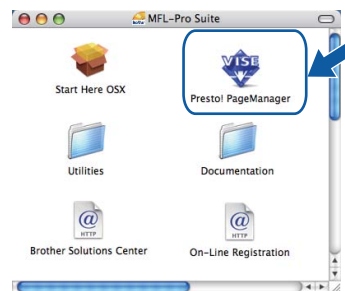 MFL-Pro Suite
VISE
Start Here OSX
Presto! PageManager
Utilities
Documentation
@
HTTP
@
HTTP
Brother Solutions Center
On-Line Registration